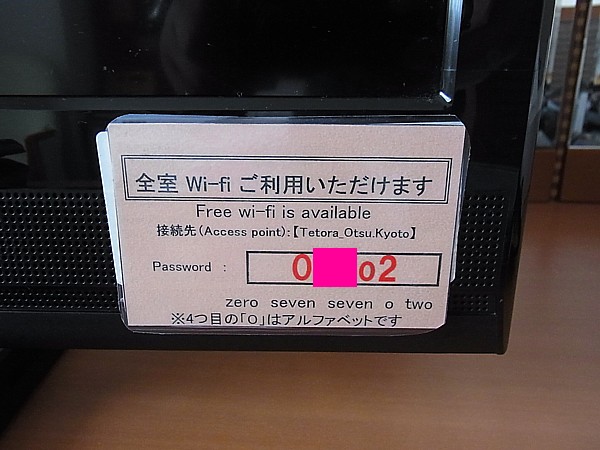 全室 Wi-fi ご利用いただけます
Free wi-fi is available
接続先(Access point):【Tetora_Otsu.Kyoto】
Password : 0 o2
zero seven seven o two
※4つ目の「O」はアルファベットです